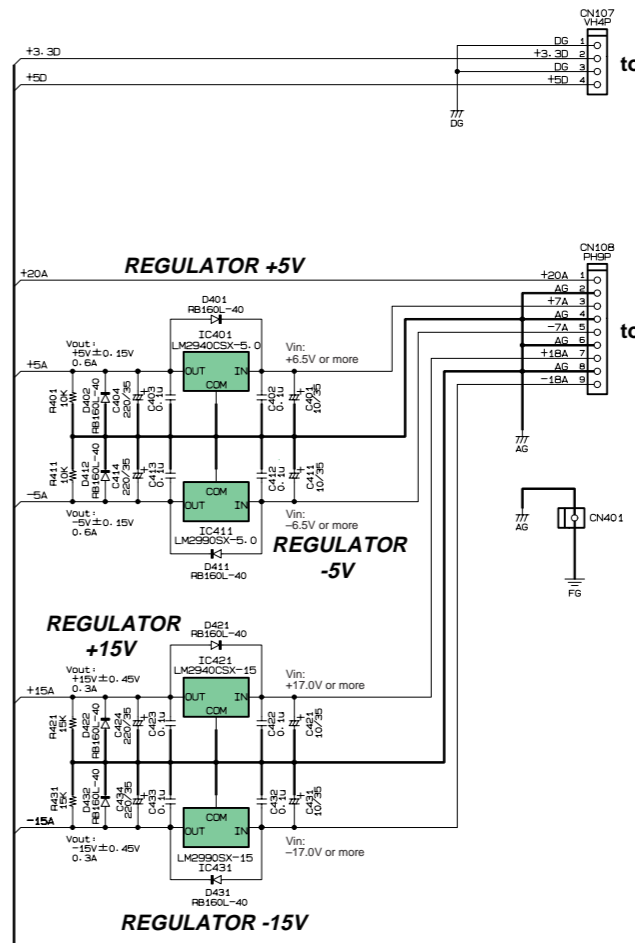 CN107
VH4P
DG 1
+3.3D 2
DG 3
+5D 4
to
+3.3D
+5D
DG
CN108
PH9P
+20A 1
AG 2
+7A 3
AG 4
-7A 5
AG 6
+18A 7
AG 8
-18A 9
to
+20A
REGULATOR +5V
D401
RB160L-40
IC401
LM2940CSX-5.0
Vout:
+5V±0.15V
0.6A
Vin:
+6.5V or more
+5A
OUT
IN
COM
R401
10K
D402
RB160L-40
C404
220/35
C403
0.1u
C402
0.1u
C401
10/35
R411
10K
D412
RB160L-40
C414
220/35
C413
0.1u
C412
0.1u
C411
10/35
COM
OUT
IN
-5A
Vout:
-5V±0.15V
0.6A
Vin:
–6.5V or more
IC411
LM2990SX-5.0
D411
RB160L-40
REGULATOR
-5V
AG
AG
CN401
FG
REGULATOR
+15V
D421
RB160L-40
IC421
LM2940CSX-15
Vout:
+15V±0.45V
0.3A
Vin:
+17.0V or more
+15A
OUT
IN
COM
R421
15K
D422
RB160L-40
C424
220/35
C423
0.1u
C422
0.1u
C421
10/35
R431
15K
D432
RB160L-40
C434
220/35
C433
0.1u
C432
0.1u
C431
10/35
COM
OUT
IN
-15A
Vout:
-15V±0.45V
0.3A
Vin:
–17.0V or more
LM2990SX-15
IC431
D431
RB160L-40
REGULATOR -15V